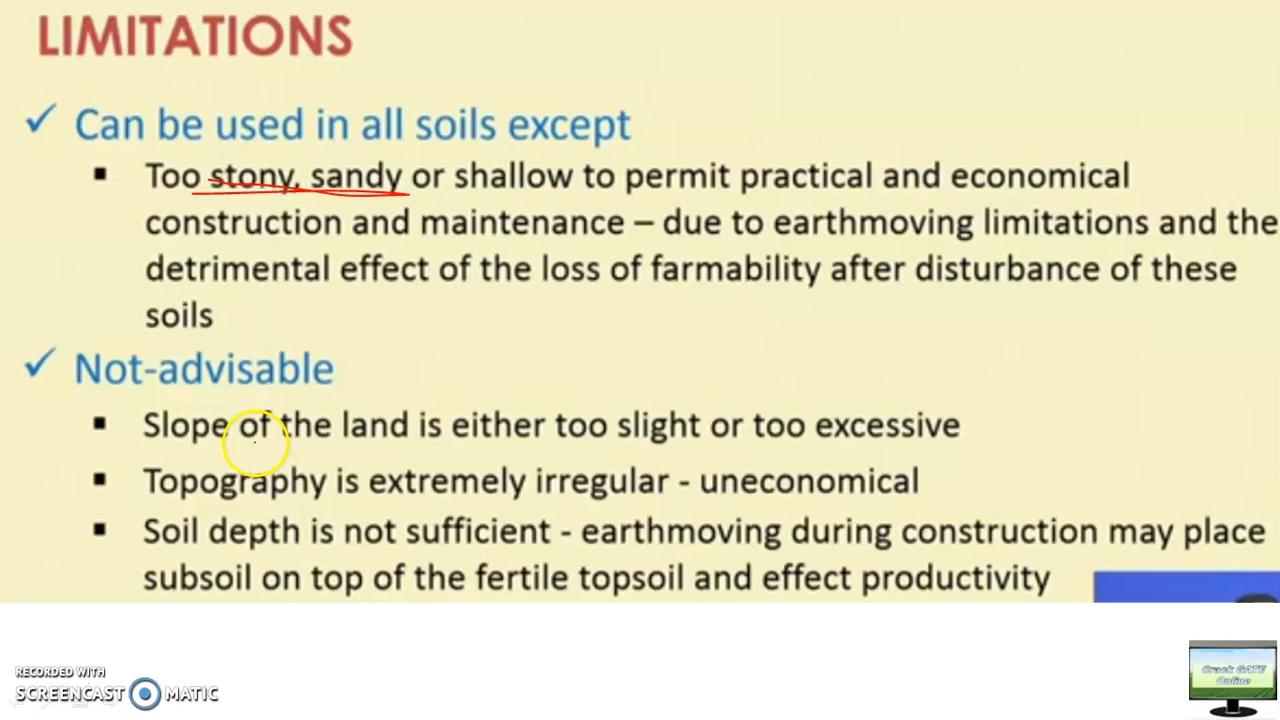 LIMITATIONS
✓ Can be used in all soils except
▪ Too stony, sandy or shallow to permit practical and economical
construction and maintenance – due to earthmoving limitations and the
detrimental effect of the loss of farmability after disturbance of these
soils
✓ Not-advisable
▪ Slope of the land is either too slight or too excessive
▪ Topography is extremely irregular - uneconomical
▪ Soil depth is not sufficient - earthmoving during construction may place
subsoil on top of the fertile topsoil and effect productivity
RECORDED WITH
SCREENCAST MATIC
Crack GATE
Online